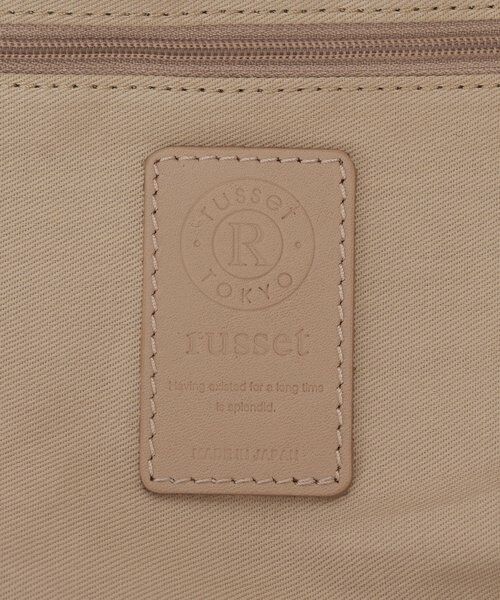 russet
R
TOKYO
russet
Having existed for a long time
is splendid.
MADE IN JAPAN